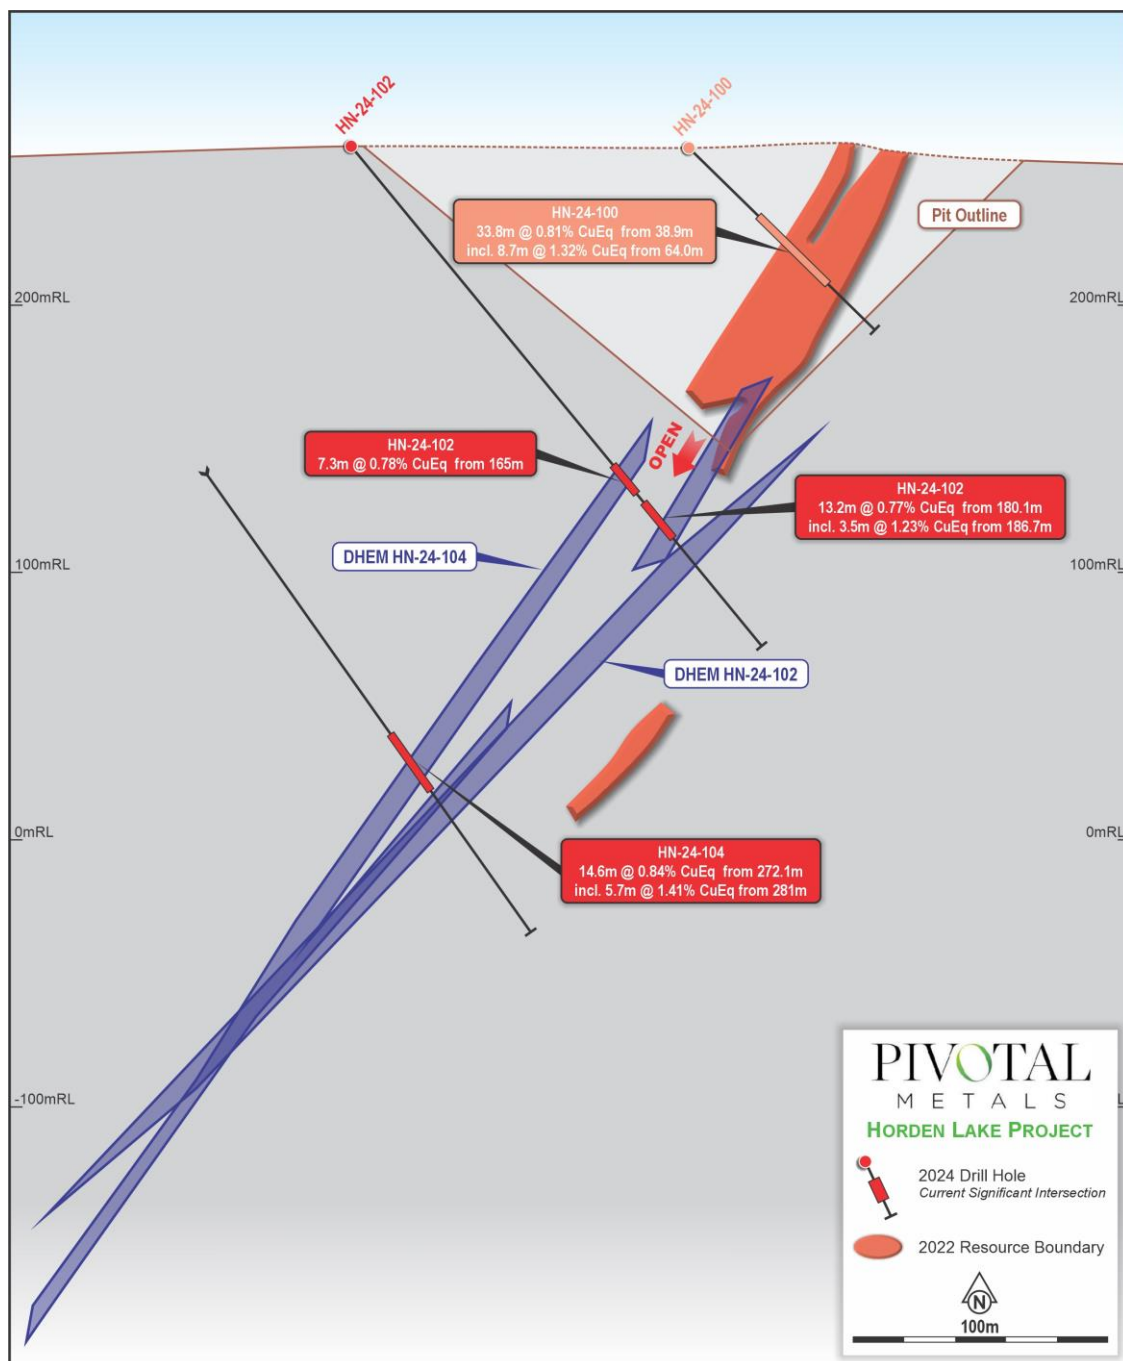 HN-24-102
HN-24-100
HN-24-100
33.8m @ 0.81% CuEq from 38.9m
incl. 8.7m @ 1.32% CuEq from 64.0m
Pit Outline
200mRL
200mRL
OPEN
HN-24-102
7.3m @ 0.78% CuEq from 165m
HN-24-102
13.2m @ 0.77% CuEq from 180.1m
incl. 3.5m @ 1.23% CuEq from 186.7m
DHEM HN-24-104
100mRL
100mRL
DHEM HN-24-102
0mRL
0mRL
HN-24-104
14.6m @ 0.84% CuEq from 272.1m
incl. 5.7m @ 1.41% CuEq from 281m
-100mRL
PIVOTAL
METALS
HORDEN LAKE PROJECT
2024 Drill Hole
Current Significant Intersection
2022 Resource Boundary
N
100m